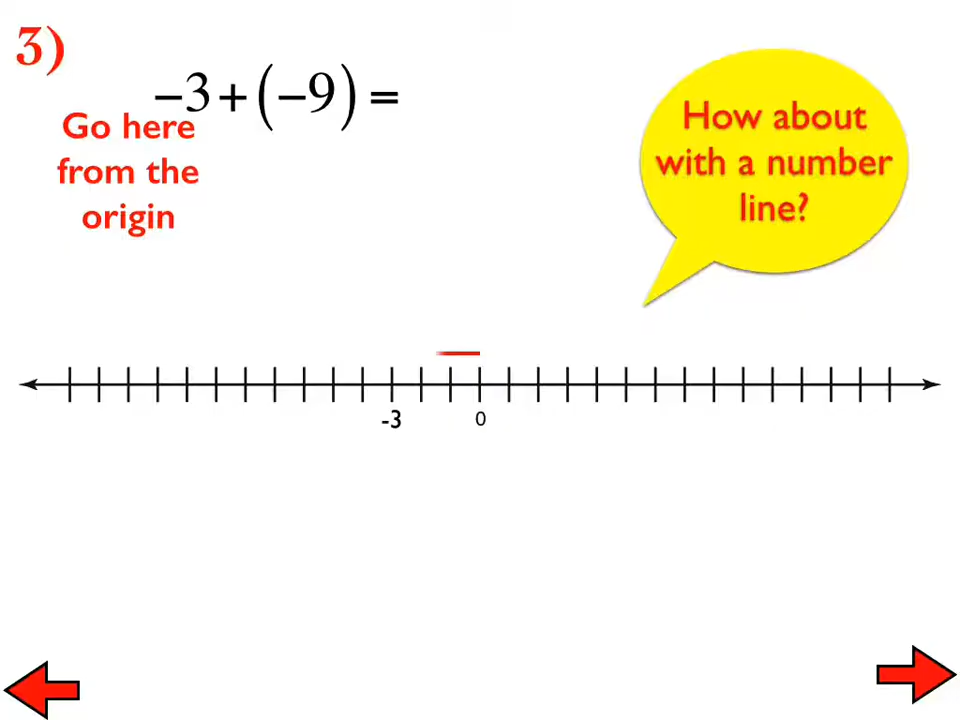 3)
−3+(−9)=
Go here
from the
origin
How about
with a number
line?
-3 0